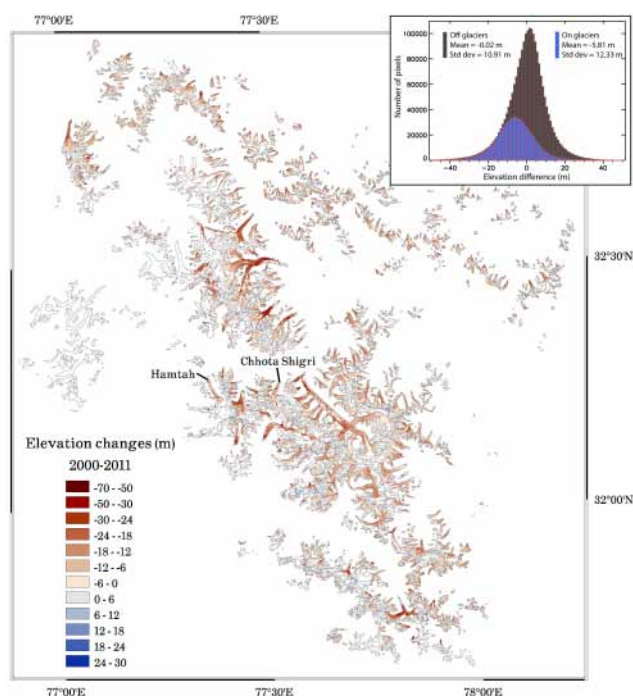 77°00'E
77°30'E
Off glaciers
Mean = -0.02 m
Std dev = 10.91 m
On glaciers
Mean = -5.81 m
Std dev = 12.33 m
Number of pixels
100000
80000
60000
40000
20000
0
−40
−20
0
20
40
Elevation difference (m)
32°30'N
Chhota Shigri
Hamtah
Elevation changes (m)
2000-2011
-70 - -50
-50 - -30
-30 - -24
-24 - -18
-18 - -12
-12 - -6
-6 - 0
0 - 6
6 - 12
12 - 18
18 - 24
24 - 30
32°00'N
77°00'E
77°30'E
78°00'E